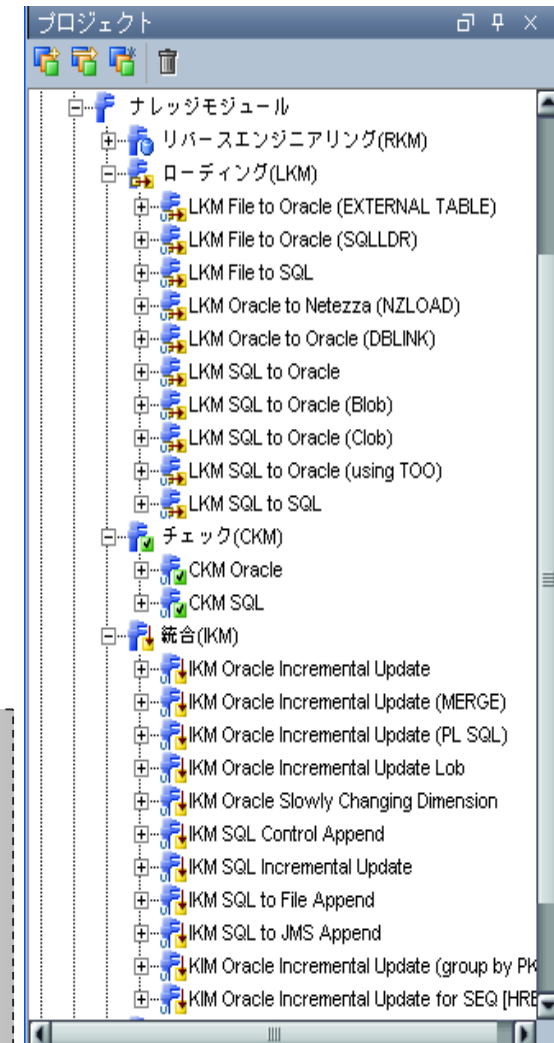 プロジェクト
ナレッジモジュール
リバースエンジニアリング(RKM)
ローディング(LKM)
LKM File to Oracle (EXTERNAL TABLE)
LKM File to Oracle (SQLLDR)
LKM File to SQL
LKM Oracle to Netezza (NZLOAD)
LKM Oracle to Oracle (DBLINK)
LKM SQL to Oracle
LKM SQL to Oracle (Blob)
LKM SQL to Oracle (Clob)
LKM SQL to Oracle (using TOO)
LKM SQL to SQL
チェック(CKM)
CKM Oracle
CKM SQL
統合(IKM)
IKM Oracle Incremental Update
IKM Oracle Incremental Update (MERGE)
IKM Oracle Incremental Update (PL SQL)
IKM Oracle Incremental Update Lob
IKM Oracle Slowly Changing Dimension
IKM SQL Control Append
IKM SQL Incremental Update
IKM SQL to File Append
IKM SQL to JMS Append
KIM Oracle Incremental Update (group by PK
KIM Oracle Incremental Update for SEQ [HRE